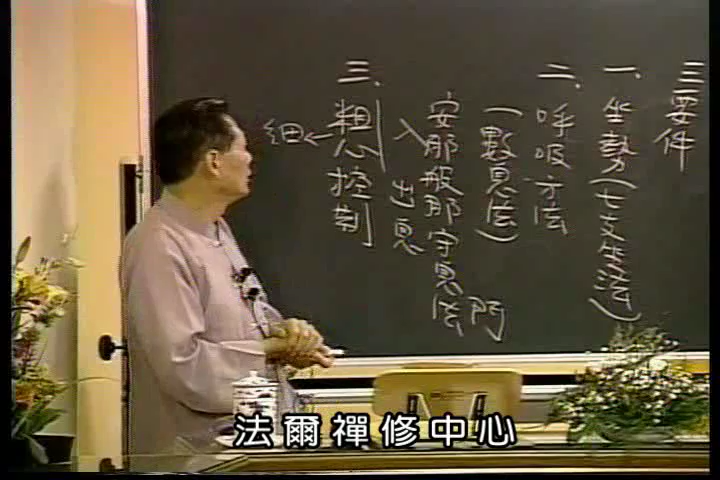 三要件
一、坐勢(七支坐法)
二、呼吸方法
(數息法)
安那般那守息法門
入出息
三、粗心控制
細←
法爾禪修中心